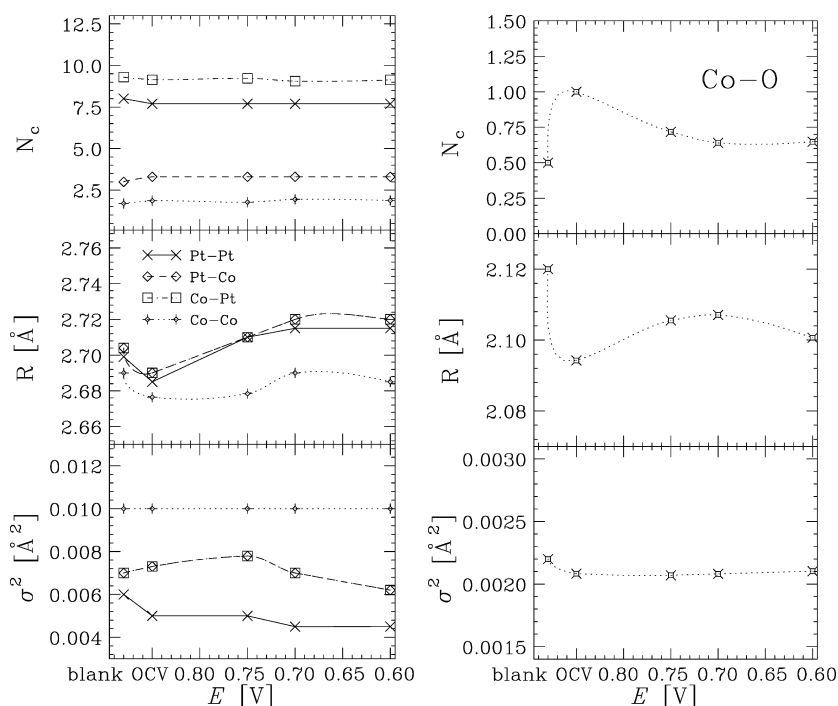 N_c
12.5
10.0
7.5
5.0
2.5
R [Å]
2.76
2.74
2.72
2.70
2.68
2.66
Pt–Pt
Pt–Co
Co–Pt
Co–Co
σ² [Å²]
0.012
0.010
0.008
0.006
0.004
blank OCV 0.80 0.75 0.70 0.65 0.60
E [V]
Co–O
N_c
1.50
1.25
1.00
0.75
0.50
0.25
0.00
R [Å]
2.12
2.10
2.08
σ² [Å²]
0.0030
0.0025
0.0020
0.0015
blank OCV 0.80 0.75 0.70 0.65 0.60
E [V]